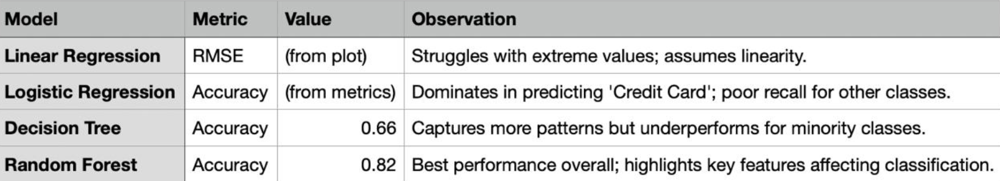 Model Metric Value Observation
Linear Regression RMSE (from plot) Struggles with extreme values; assumes linearity.
Logistic Regression Accuracy (from metrics) Dominates in predicting 'Credit Card'; poor recall for other classes.
Decision Tree Accuracy 0.66 Captures more patterns but underperforms for minority classes.
Random Forest Accuracy 0.82 Best performance overall; highlights key features affecting classification.